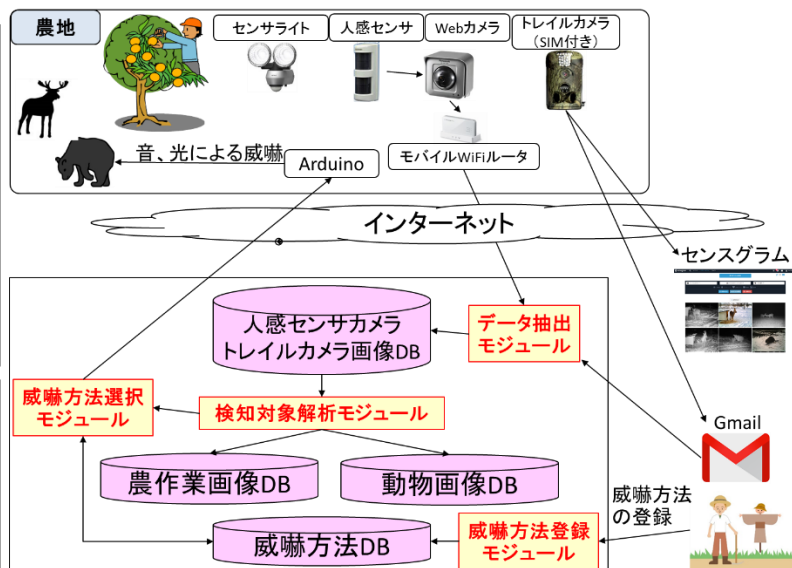 農地
センサライト
人感センサ
Webカメラ
トレイルカメラ
（SIM付き）
音、光による威嚇
Arduino
モバイルWiFiルータ
インターネット
センスグラム
人感センサカメラ
トレイルカメラ画像DB
データ抽出
モジュール
威嚇方法選択
モジュール
検知対象解析モジュール
Gmail
農作業画像DB
動物画像DB
威嚇方法
の登録
威嚇方法DB
威嚇方法登録
モジュール